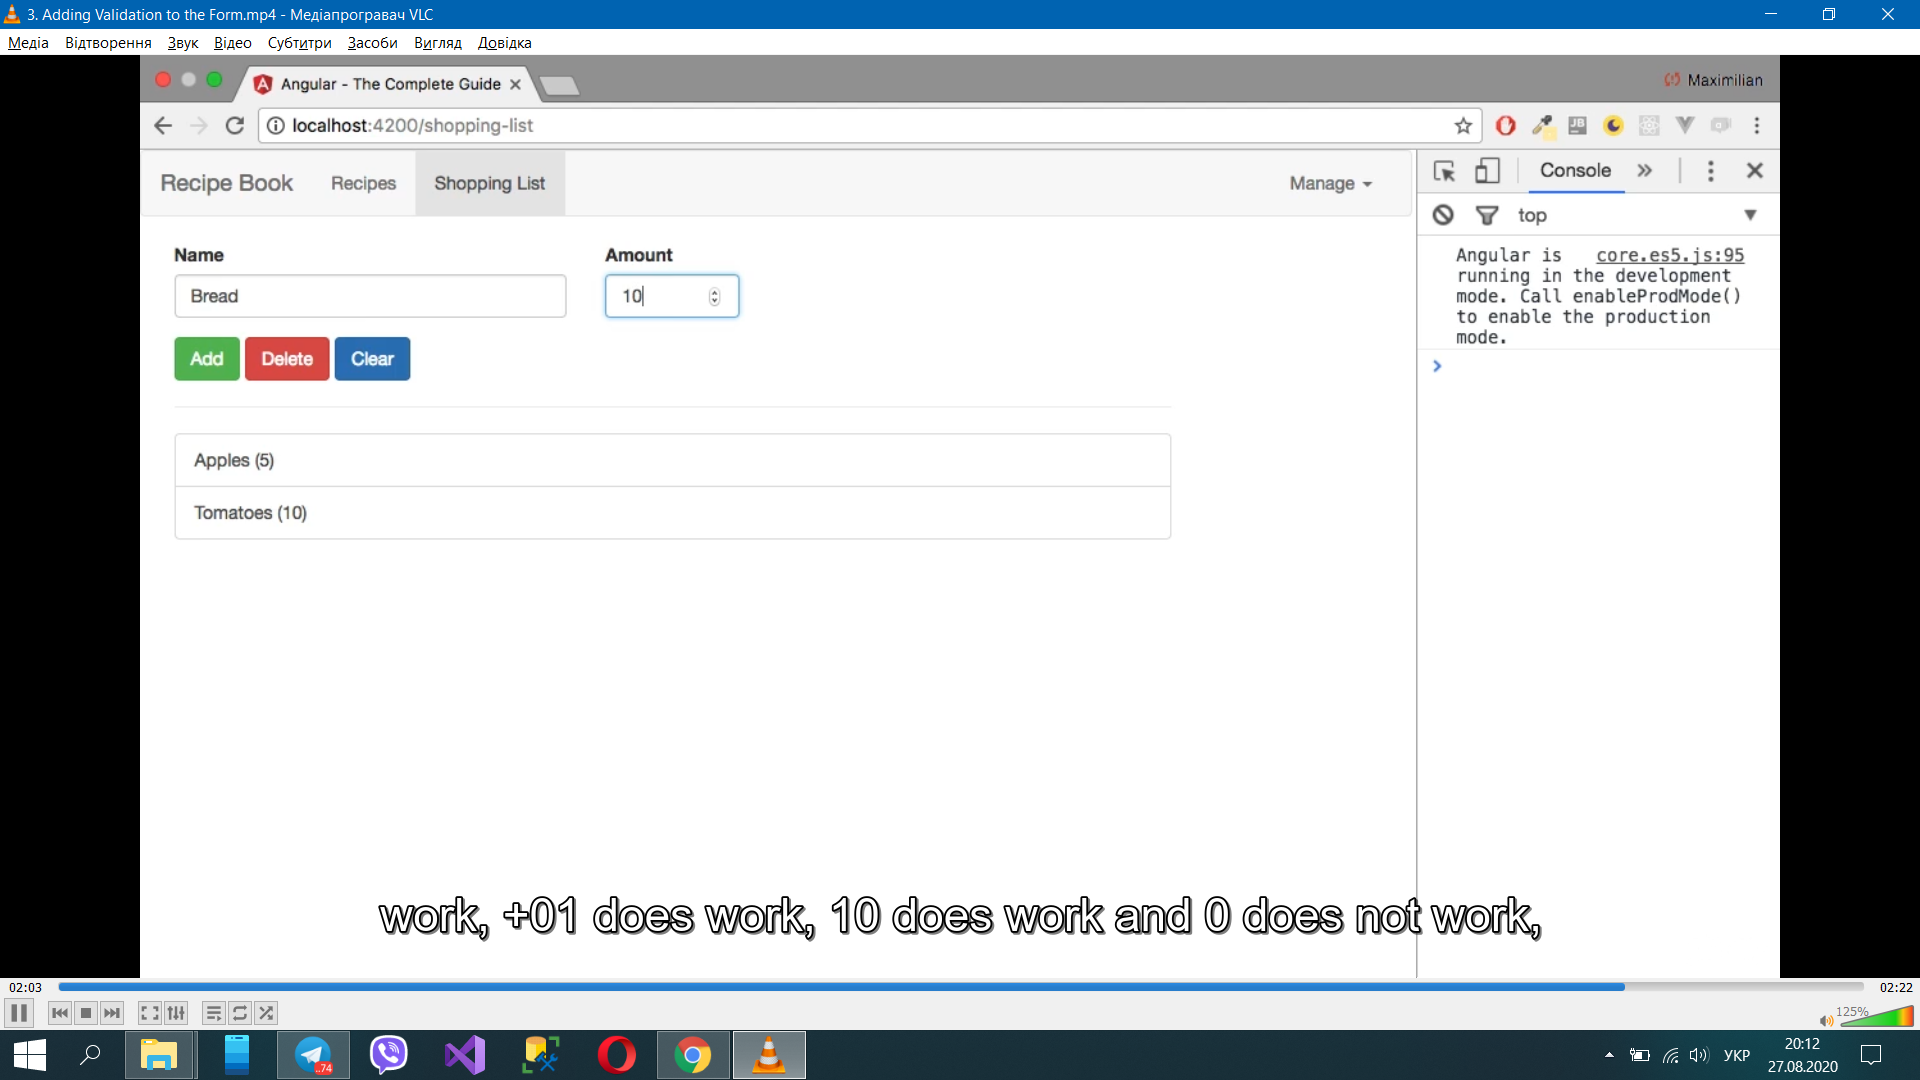 3. Adding Validation to the Form.mp4 - Медіапрогравач VLC
Медіа Відтворення Звук Відео Субтитри Засоби Вигляд Довідка
Angular - The Complete Guide
Maximilian
localhost:4200/shopping-list
JB
Recipe Book Recipes Shopping List Manage
Console
top
Name Amount
Bread 10
Add Delete Clear
Apples (5)
Tomatoes (10)
Angular is core.es5.js:95
running in the development
mode. Call enableProdMode()
to enable the production
mode.
work, +01 does work, 10 does work and 0 does not work,
02:03 02:22
125%
..74
УКР
20:12
27.08.2020